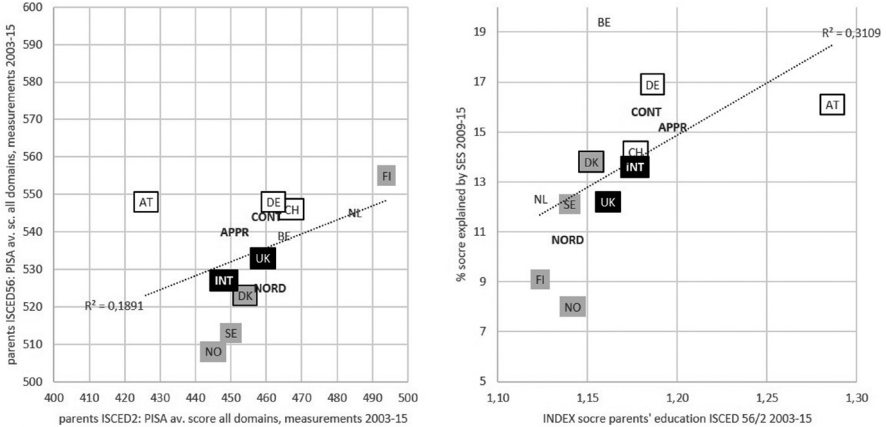 parents ISCED56: PISA av. sc. all domains, measurements 2003-15
600
590
580
570
560
550
540
530
520
510
500
FI
AT
DE
CH
CONT
NL
APPR
BE
UK
INT
NORD
DK
R² = 0,1891
SE
NO
400
410
420
430
440
450
460
470
480
490
500
parents ISCED2: PISA av. score all domains, measurements 2003-15
% socre explained by SES 2009-15
19
17
15
13
11
9
7
5
BE
R² = 0,3109
DE
AT
CONT
APPR
CH
DK
INT
NL
SE
UK
NORD
FI
NO
1,10
1,15
1,20
1,25
1,30
INDEX socre parents' education ISCED 56/2 2003-15